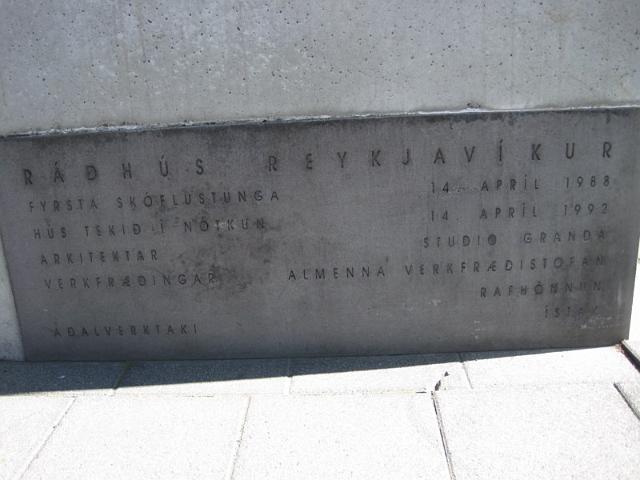 RÁÐHÚS REYKJAVÍKUR
FYRSTA SKÓFLUSTUNGA 14. APRÍL 1988
HÚS TEKIÐ Í NOTKUN 14. APRÍL 1992
ARKITEKTAR STUDIO GRANDA
VERKFRÆÐINGAR ALMENNA VERKFRÆÐISTOFAN
RAFHÖNNUN
AÐALVERKTAKI ÍSTAK